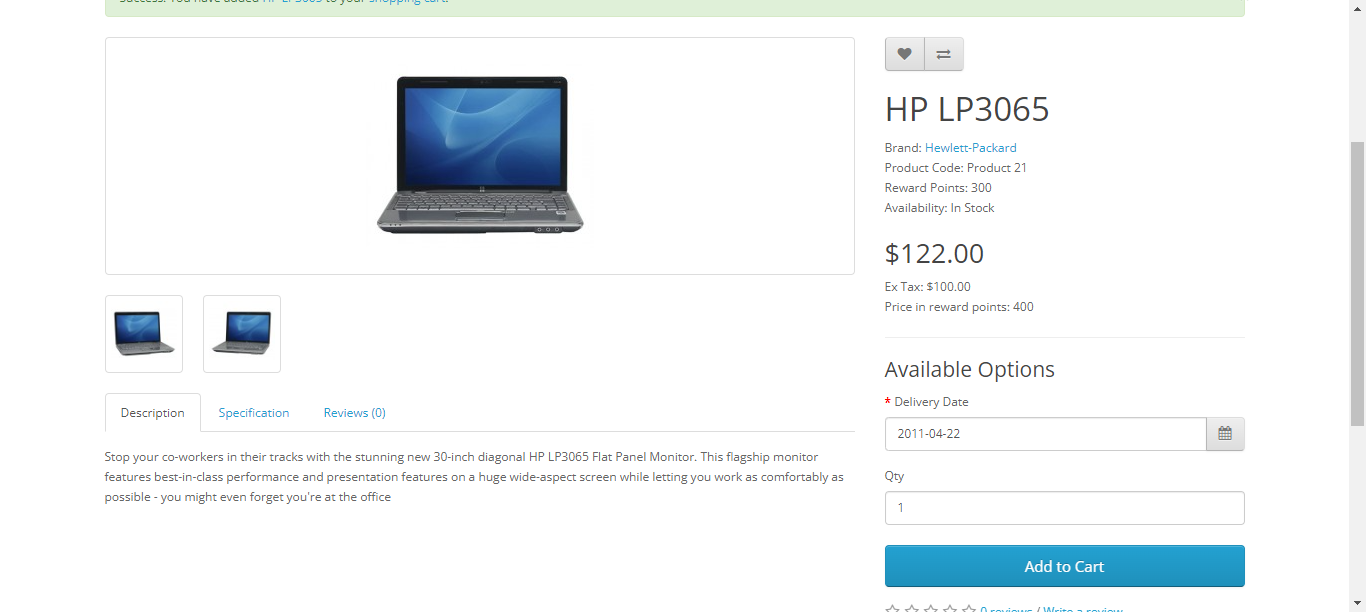 Success: You have added HP LP3065 to your shopping cart!
HP LP3065
Brand: Hewlett-Packard
Product Code: Product 21
Reward Points: 300
Availability: In Stock
$122.00
Ex Tax: $100.00
Price in reward points: 400
Available Options
* Delivery Date
2011-04-22
Qty
1
Add to Cart
0 reviews / Write a review
Description
Specification
Reviews (0)
Stop your co-workers in their tracks with the stunning new 30-inch diagonal HP LP3065 Flat Panel Monitor. This flagship monitor
features best-in-class performance and presentation features on a huge wide-aspect screen while letting you work as comfortably as
possible - you might even forget you're at the office